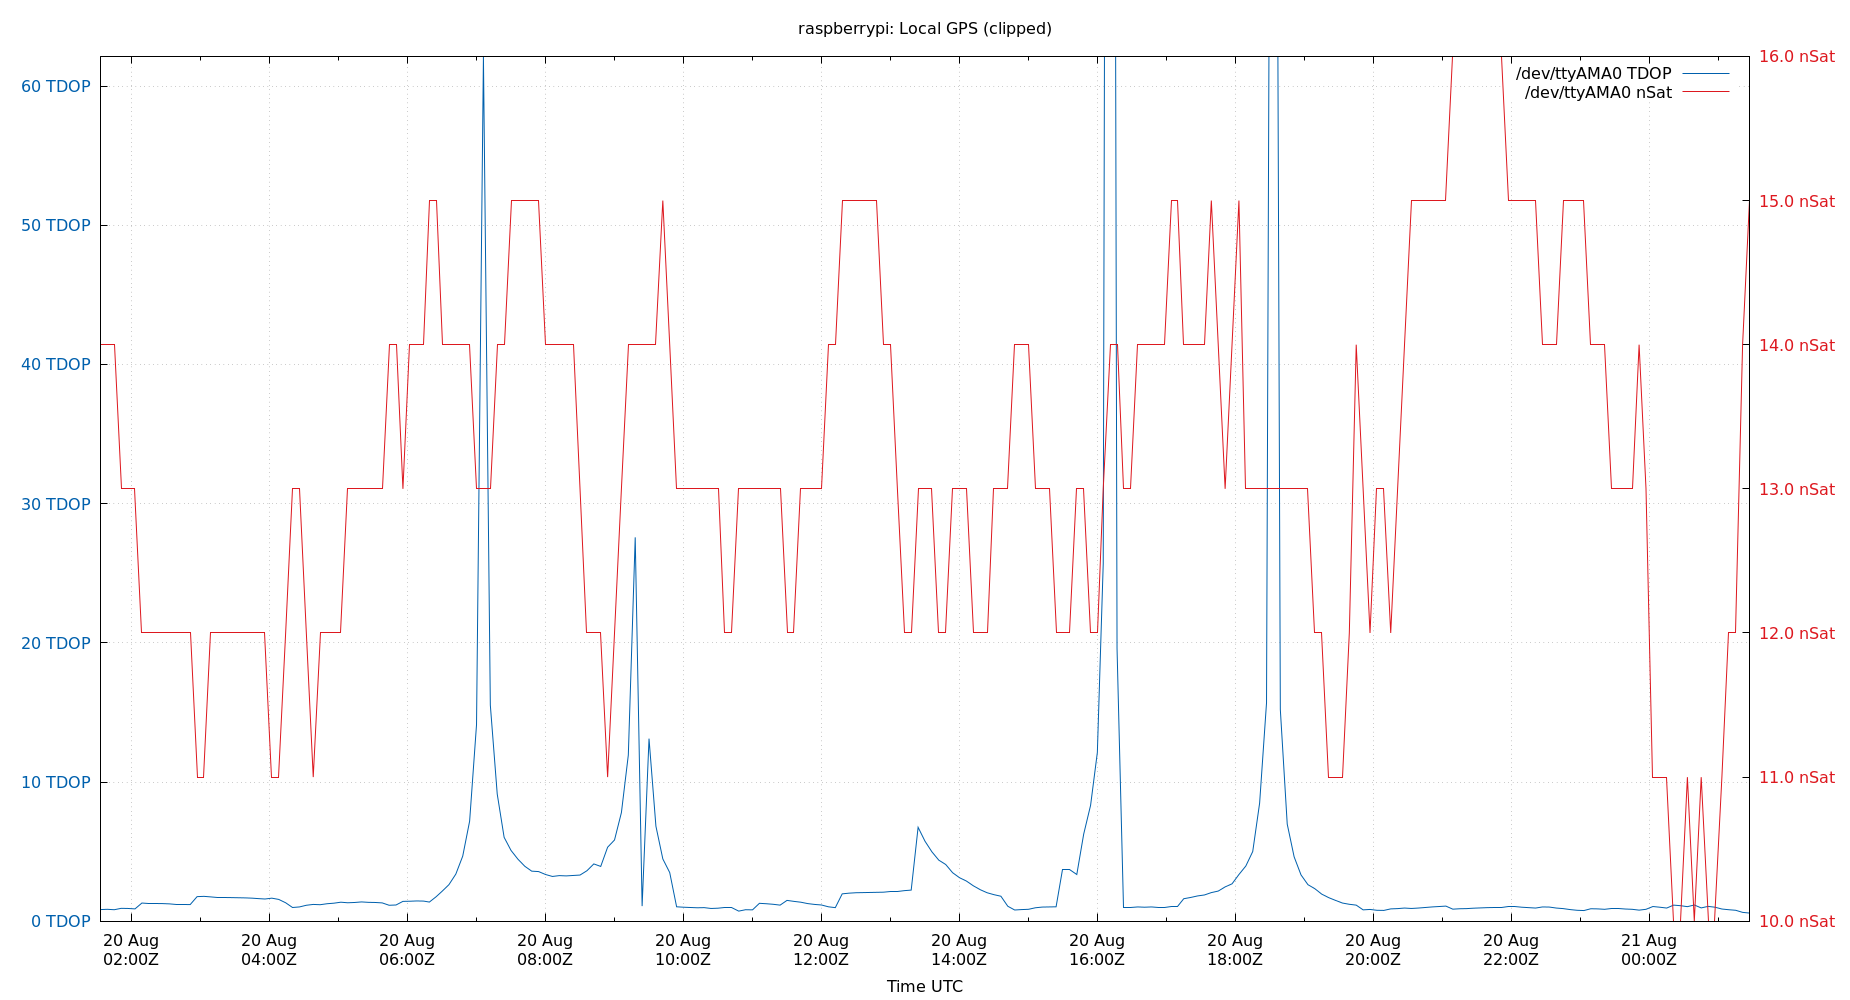 raspberrypi: Local GPS (clipped)
/dev/ttyAMA0 TDOP
/dev/ttyAMA0 nSat
60 TDOP
50 TDOP
40 TDOP
30 TDOP
20 TDOP
10 TDOP
0 TDOP
16.0 nSat
15.0 nSat
14.0 nSat
13.0 nSat
12.0 nSat
11.0 nSat
10.0 nSat
20 Aug
02:00Z
20 Aug
04:00Z
20 Aug
06:00Z
20 Aug
08:00Z
20 Aug
10:00Z
20 Aug
12:00Z
20 Aug
14:00Z
20 Aug
16:00Z
20 Aug
18:00Z
20 Aug
20:00Z
20 Aug
22:00Z
21 Aug
00:00Z
Time UTC